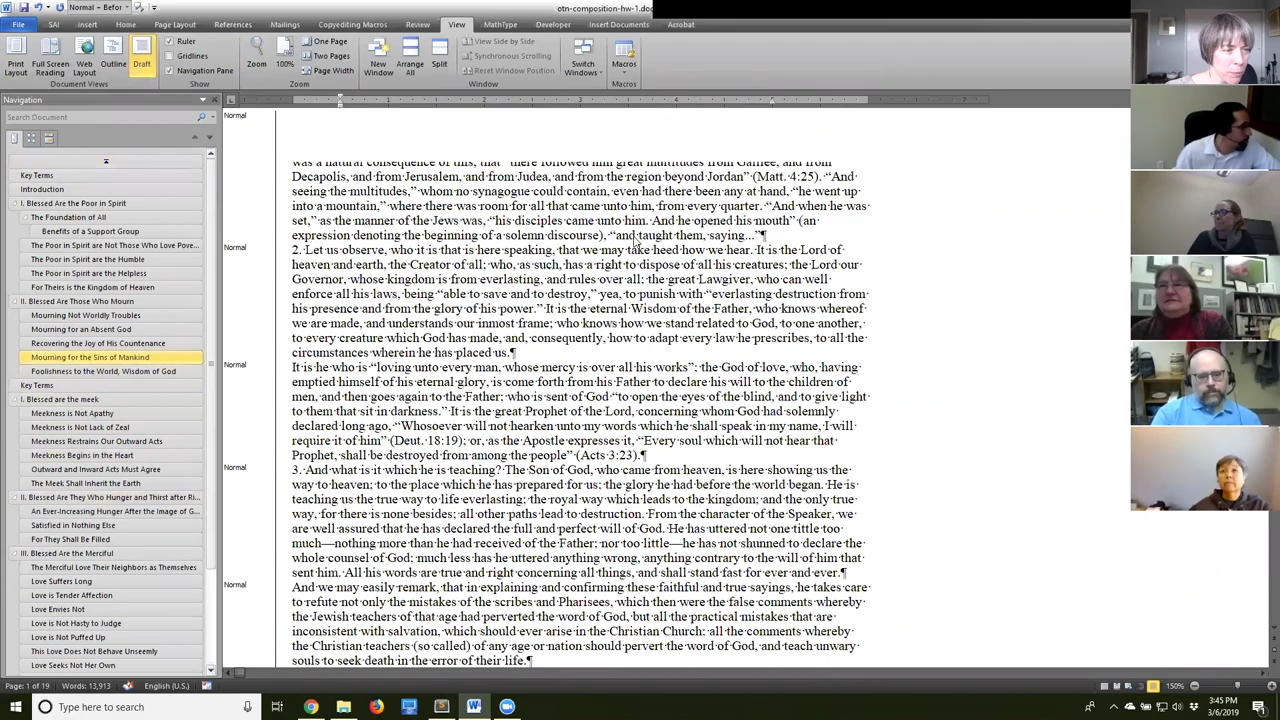 Normal + Befor
otn-composition-hw-1.doc
File SAI Insert Home Page Layout References Mailings Copyediting Macros Review View MathType Developer Insert Documents Acrobat
Print Layout
Full Screen Reading
Web Layout
Outline
Draft
Ruler
Gridlines
Navigation Pane
Zoom
100%
One Page
Two Pages
Page Width
New Window
Arrange All
Split
View Side by Side
Synchronous Scrolling
Reset Window Position
Switch Windows
Macros
Document Views
Show
Zoom
Window
Macros
Navigation
Search Document
Key Terms
Introduction
I. Blessed Are the Poor in Spirit
The Foundation of All
Benefits of a Support Group
The Poor in Spirit are Not Those Who Love Pove...
The Poor in Spirit are the Humble
The Poor in Spirit are the Helpless
For Theirs is the Kingdom of Heaven
II. Blessed Are Those Who Mourn
Mourning Not Worldly Troubles
Mourning for an Absent God
Recovering the Joy of His Countenance
Mourning for the Sins of Mankind
Foolishness to the World, Wisdom of God
Key Terms
I. Blessed are the meek
Meekness is Not Apathy
Meekness is Not Lack of Zeal
Meekness Restrains Our Outward Acts
Meekness Begins in the Heart
Outward and Inward Acts Must Agree
The Meek Shall Inherit the Earth
II. Blessed Are They Who Hunger and Thirst after Ri...
An Ever-Increasing Hunger After the Image of G...
Satisfied in Nothing Else
For They Shall Be Filled
III. Blessed Are the Merciful
The Merciful Love Their Neighbors as Themselves
Love Suffers Long
Love is Tender Affection
Love Envies Not
Love is Not Hasty to Judge
Love is Not Puffed Up
This Love Does Not Behave Unseemly
Love Seeks Not Her Own
Normal
was a natural consequence of this, that "there followed him great multitudes from Galilee, and from
Decapolis, and from Jerusalem, and from Judea, and from the region beyond Jordan" (Matt. 4:25). "And
seeing the multitudes," whom no synagogue could contain, even had there been any at hand, "he went up
into a mountain," where there was room for all that came unto him, from every quarter. "And when he was
set," as the manner of the Jews was, "his disciples came unto him. And he opened his mouth" (an
expression denoting the beginning of a solemn discourse), "and taught them, saying..."¶
Normal
2. Let us observe, who it is that is here speaking, that we may take heed how we hear. It is the Lord of
heaven and earth, the Creator of all; who, as such, has a right to dispose of all his creatures; the Lord our
Governor, whose kingdom is from everlasting, and rules over all; the great Lawgiver, who can well
enforce all his laws, being "able to save and to destroy," yea, to punish with "everlasting destruction from
his presence and from the glory of his power." It is the eternal Wisdom of the Father, who knows whereof
we are made, and understands our inmost frame; who knows how we stand related to God, to one another,
to every creature which God has made, and, consequently, how to adapt every law he prescribes, to all the
circumstances wherein he has placed us.¶
Normal
It is he who is "loving unto every man, whose mercy is over all his works"; the God of love, who, having
emptied himself of his eternal glory, is come forth from his Father to declare his will to the children of
men, and then goes again to the Father; who is sent of God "to open the eyes of the blind, and to give light
to them that sit in darkness." It is the great Prophet of the Lord, concerning whom God had solemnly
declared long ago, "Whosoever will not hearken unto my words which he shall speak in my name, I will
require it of him" (Deut. 18:19); or, as the Apostle expresses it, "Every soul which will not hear that
Prophet, shall be destroyed from among the people" (Acts 3:23).¶
Normal
3. And what is it which he is teaching? The Son of God, who came from heaven, is here showing us the
way to heaven; to the place which he has prepared for us; the glory he had before the world began. He is
teaching us the true way to life everlasting; the royal way which leads to the kingdom; and the only true
way, for there is none besides; all other paths lead to destruction. From the character of the Speaker, we
are well assured that he has declared the full and perfect will of God. He has uttered not one tittle too
much—nothing more than he had received of the Father; nor too little—he has not shunned to declare the
whole counsel of God; much less has he uttered anything wrong, anything contrary to the will of him that
sent him. All his words are true and right concerning all things, and shall stand fast for ever and ever.¶
Normal
And we may easily remark, that in explaining and confirming these faithful and true sayings, he takes care
to refute not only the mistakes of the scribes and Pharisees, which then were the false comments whereby
the Jewish teachers of that age had perverted the word of God, but all the practical mistakes that are
inconsistent with salvation, which should ever arise in the Christian Church; all the comments whereby
the Christian teachers (so called) of any age or nation should pervert the word of God, and teach unwary
souls to seek death in the error of their life.¶
Page: 1 of 19 Words: 13,913 English (U.S.) 150%
Type here to search
3:45 PM
3/6/2019